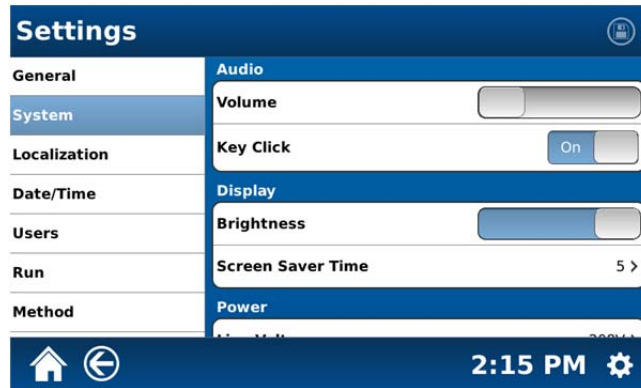 Settings
General
System
Localization
Date/Time
Users
Run
Method
Audio
Volume
Key Click On
Display
Brightness
Screen Saver Time 5 >
Power
2:15 PM